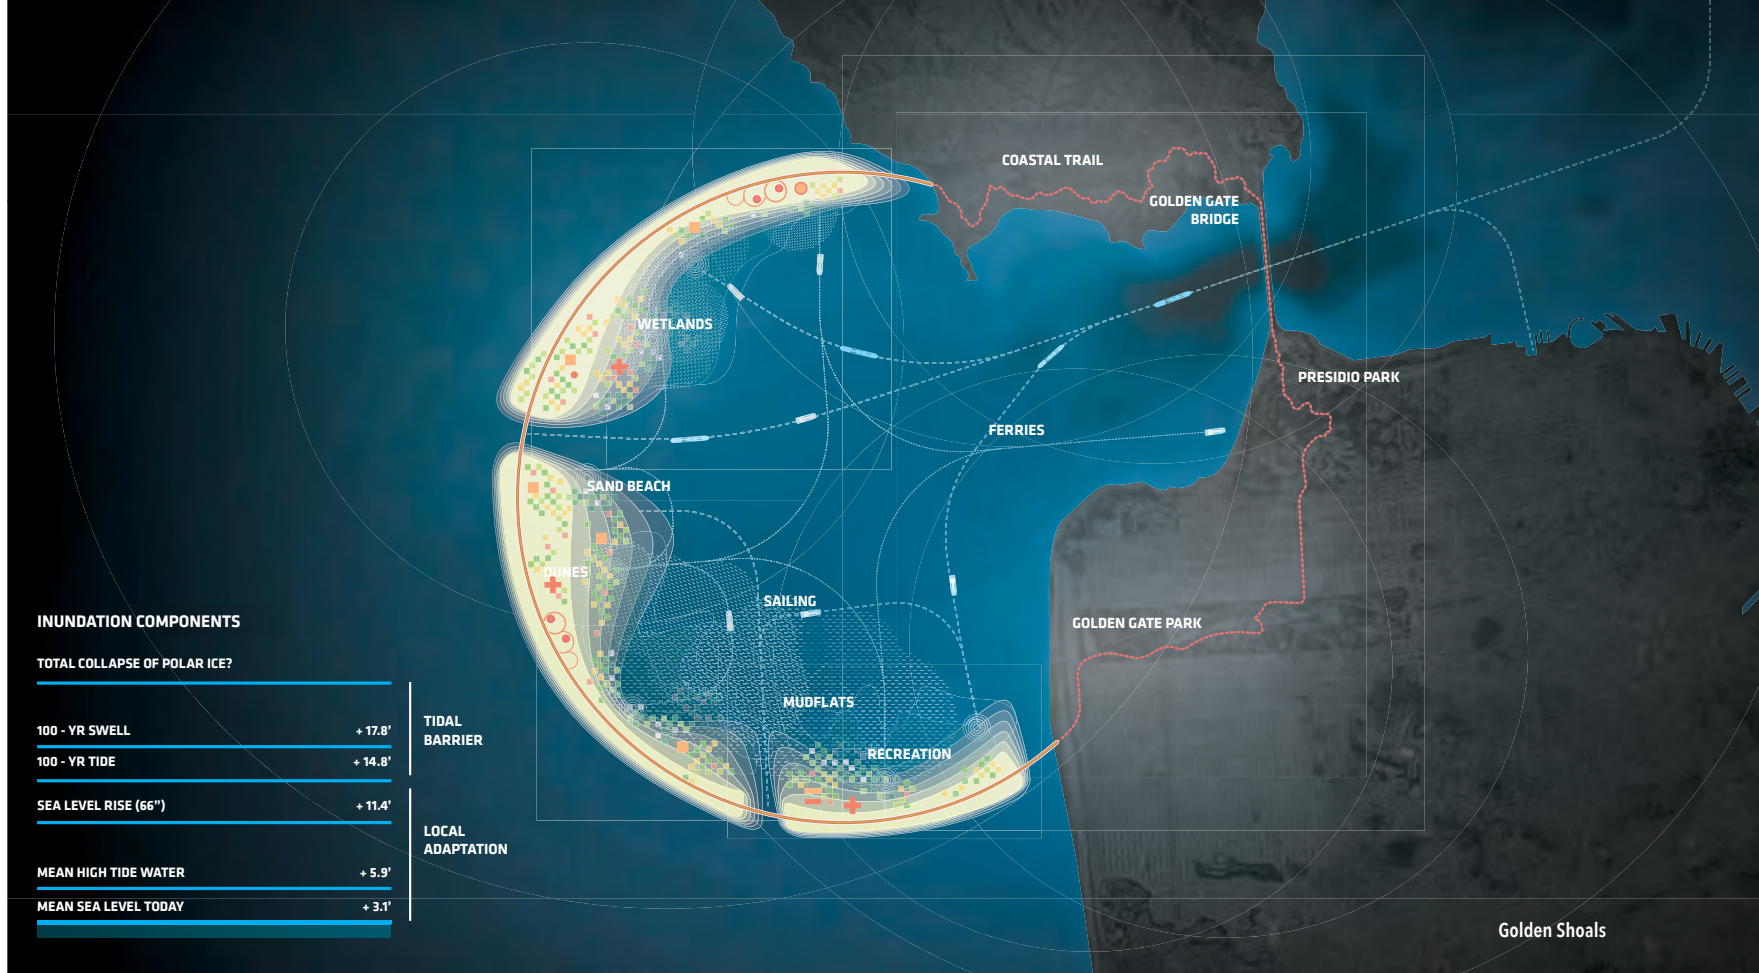 COASTAL TRAIL
GOLDEN GATE
BRIDGE
WETLANDS
PRESIDIO PARK
FERRIES
SAND BEACH
DUNES
SAILING
GOLDEN GATE PARK
MUDFLATS
RECREATION
INUNDATION COMPONENTS
TOTAL COLLAPSE OF POLAR ICE?
100 - YR SWELL + 17.8’
100 - YR TIDE + 14.8’
TIDAL
BARRIER
SEA LEVEL RISE (66”) + 11.4’
MEAN HIGH TIDE WATER + 5.9’
MEAN SEA LEVEL TODAY + 3.1’
LOCAL
ADAPTATION
Golden Shoals